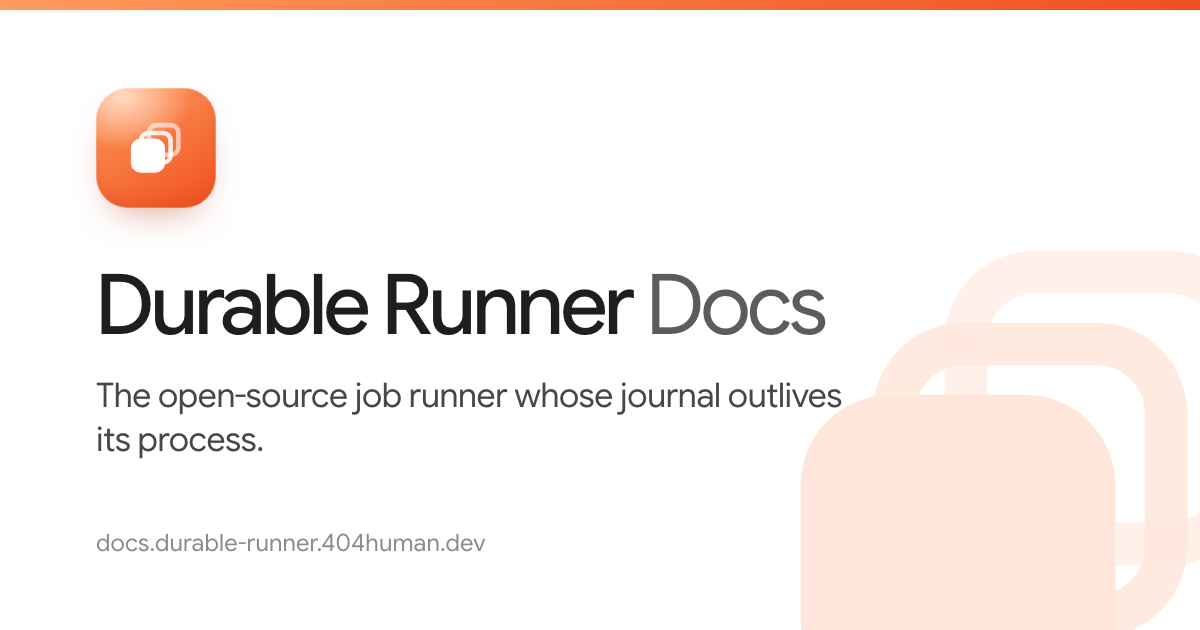 Durable Runner Docs
The open-source job runner whose journal outlives
its process.
docs.durable-runner.404human.dev